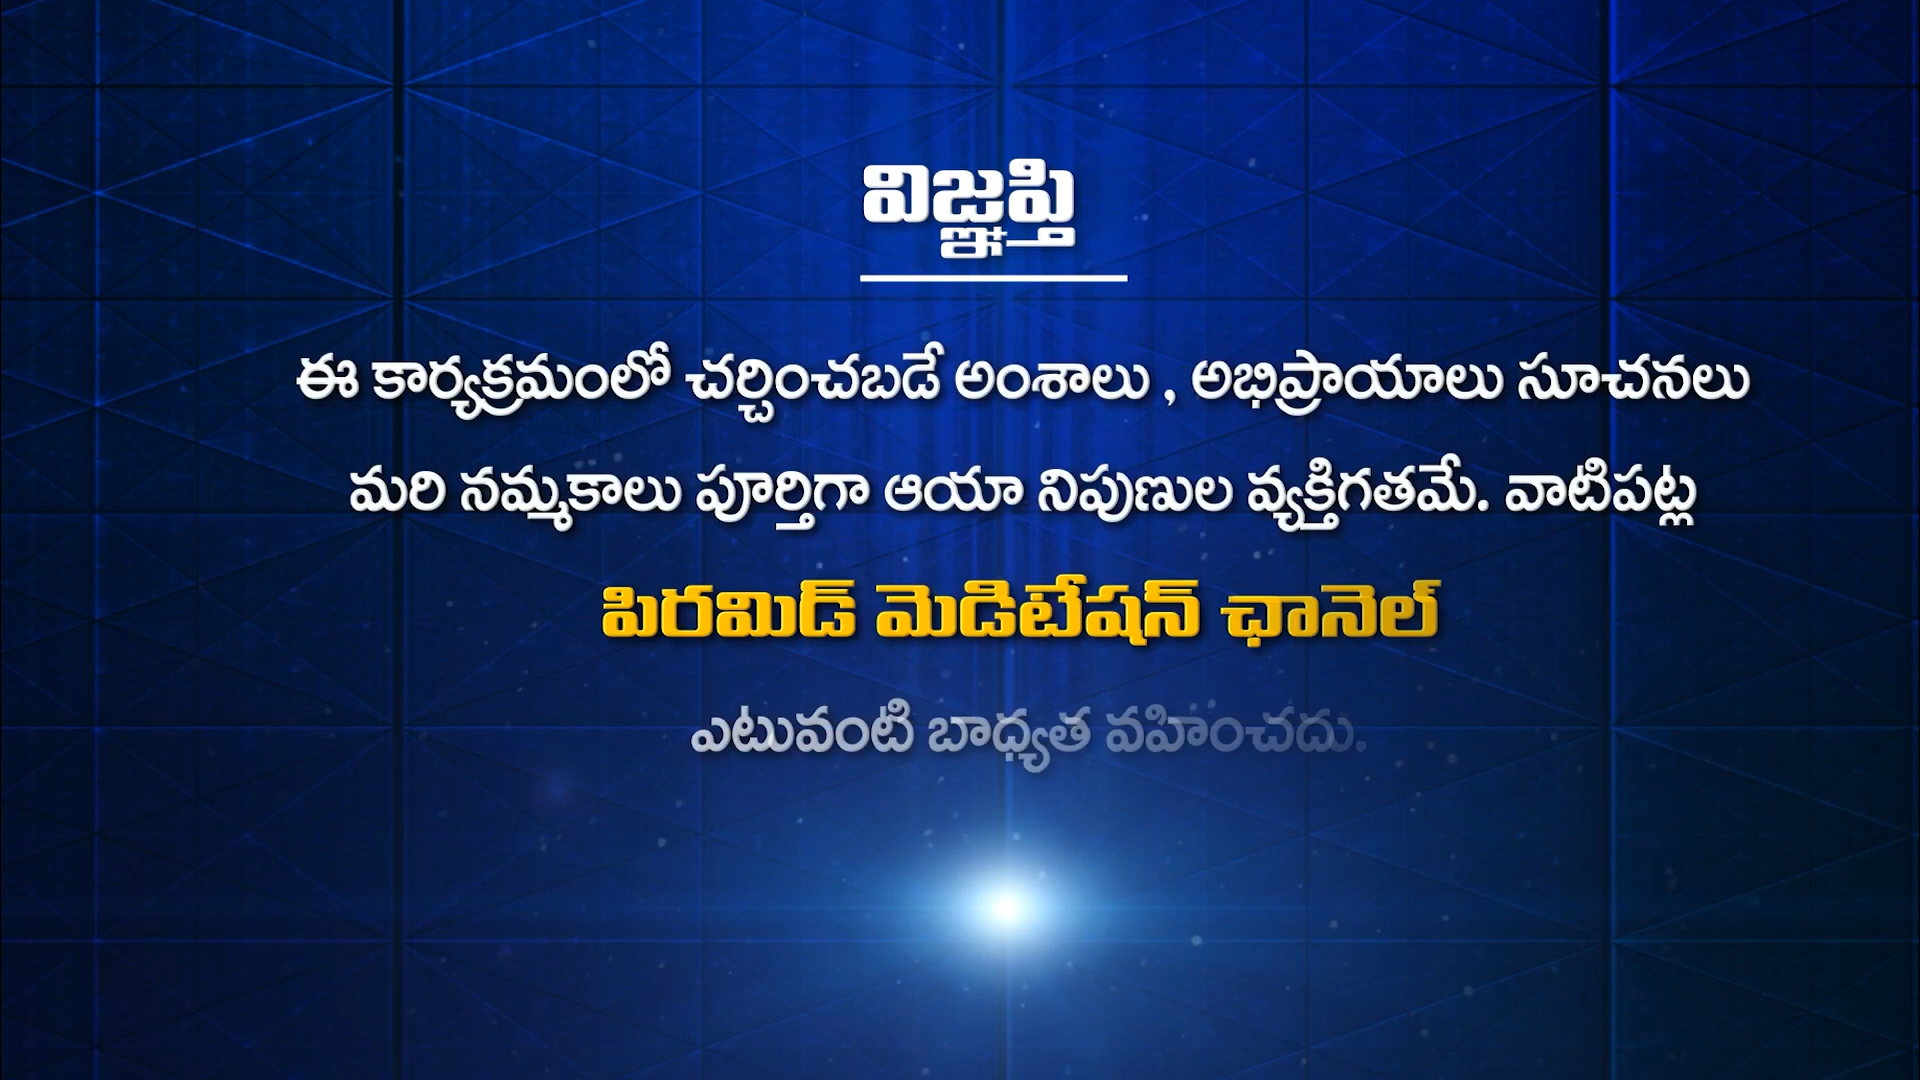 విజ్ఞప్తి
ఈ కార్యక్రమంలో చర్చించబడే అంశాలు , అభిప్రాయాలు సూచనలు
మరి నమ్మకాలు పూర్తిగా ఆయా నిపుణుల వ్యక్తిగతమే. వాటిపట్ల
పిరమిడ్ మెడిటేషన్ ఛానెల్
ఎటువంటి బాధ్యత వహించదు.